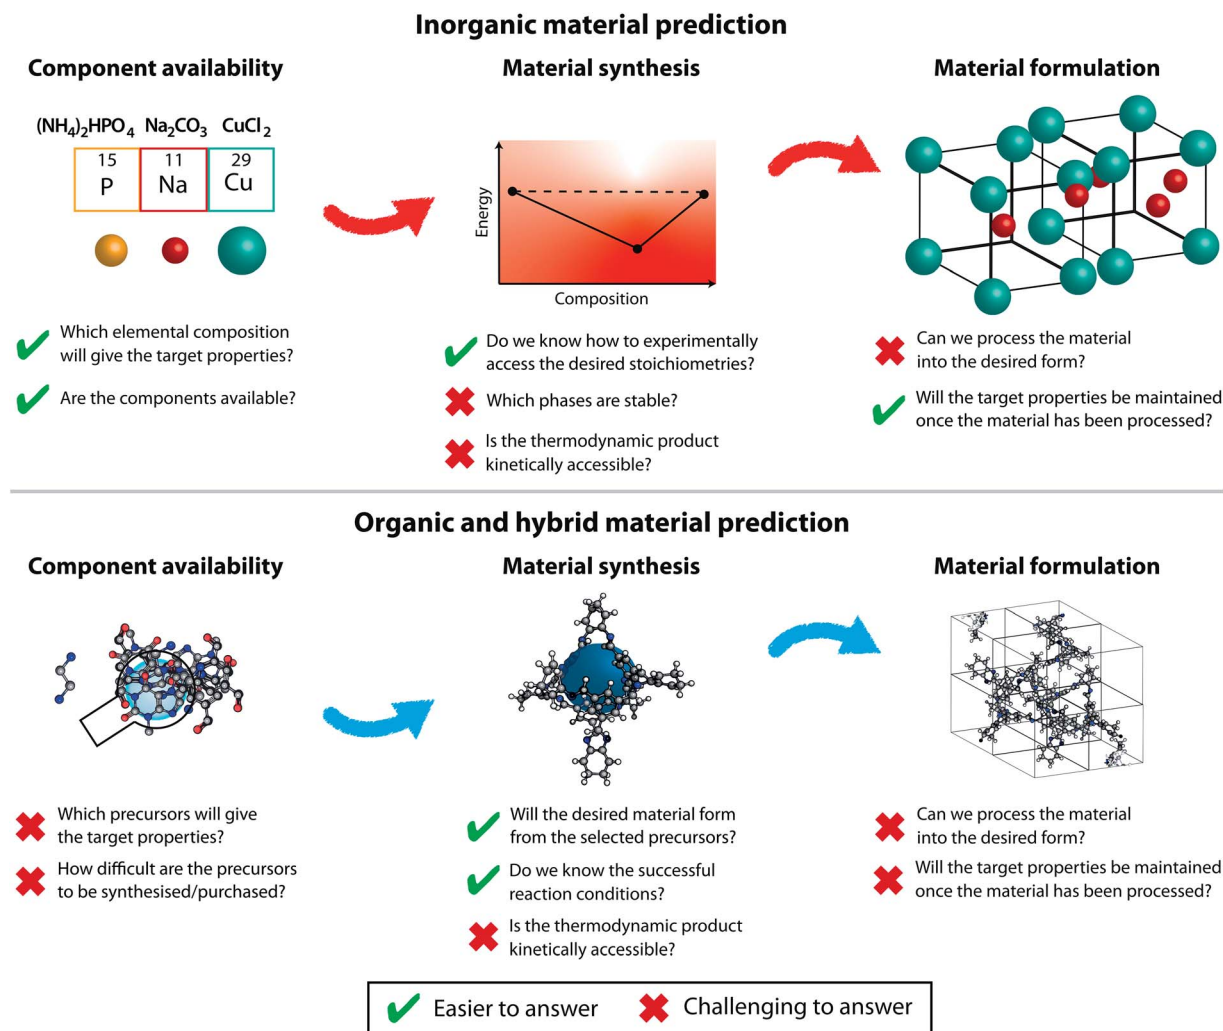 Inorganic material prediction
Component availability
Material synthesis
Material formulation
(NH₄)₂HPO₄ Na₂CO₃ CuCl₂
15 11 29
P Na Cu
Energy
Composition
Which elemental composition
will give the target properties?
Are the components available?
Do we know how to experimentally
access the desired stoichiometries?
Which phases are stable?
Is the thermodynamic product
kinetically accessible?
Can we process the material
into the desired form?
Will the target properties be maintained
once the material has been processed?
Organic and hybrid material prediction
Component availability
Material synthesis
Material formulation
Which precursors will give
the target properties?
How difficult are the precursors
to be synthesised/purchased?
Will the desired material form
from the selected precursors?
Do we know the successful
reaction conditions?
Is the thermodynamic product
kinetically accessible?
Can we process the material
into the desired form?
Will the target properties be maintained
once the material has been processed?
Easier to answer
Challenging to answer